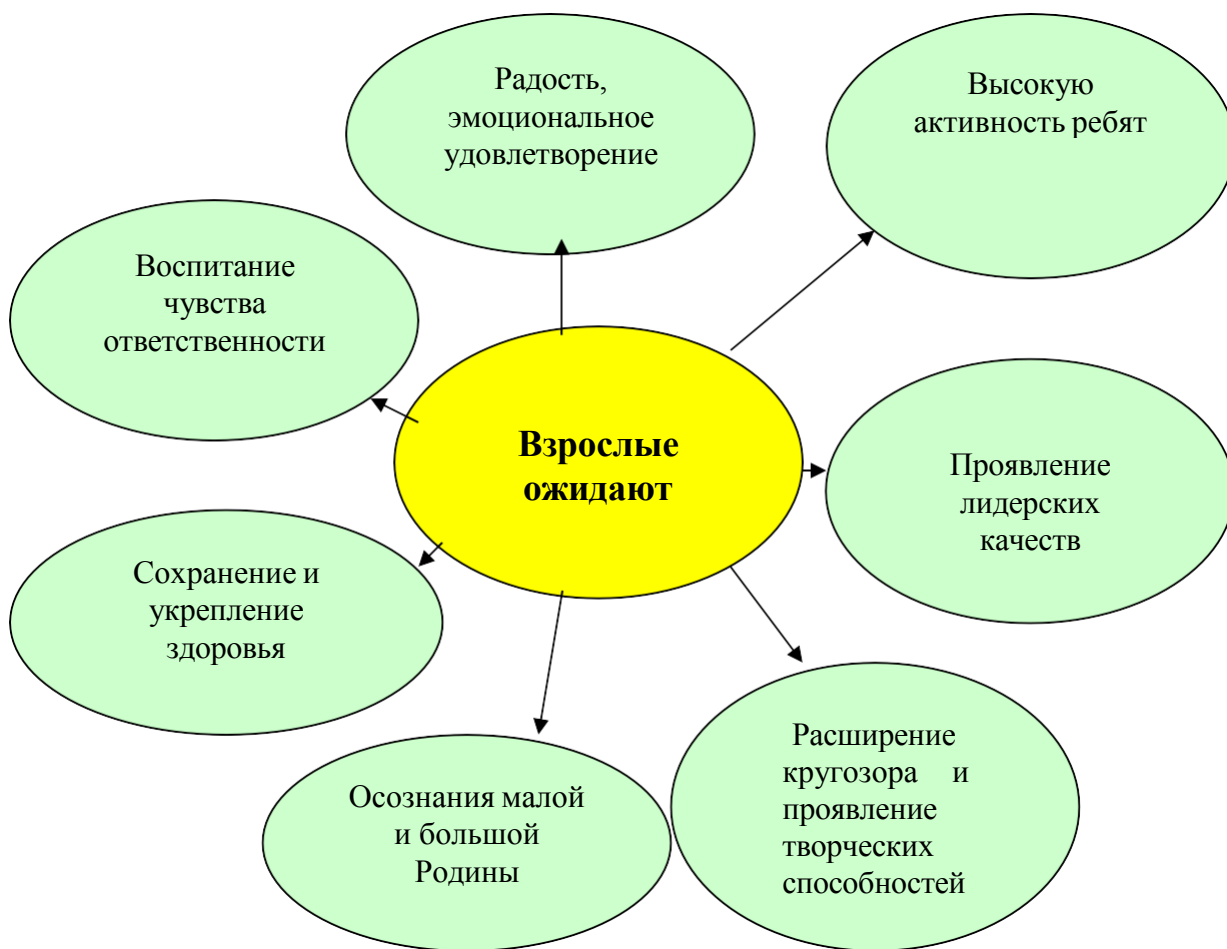 Радость,
эмоциональное
удовлетворение
Высокую
активность ребят
Воспитание
чувства
ответственности
Взрослые
ожидают
Проявление
лидерских
качеств
Сохранение и
укрепление
здоровья
Осознания малой
и большой
Родины
Расширение
кругозора и
проявление
творческих
способностей